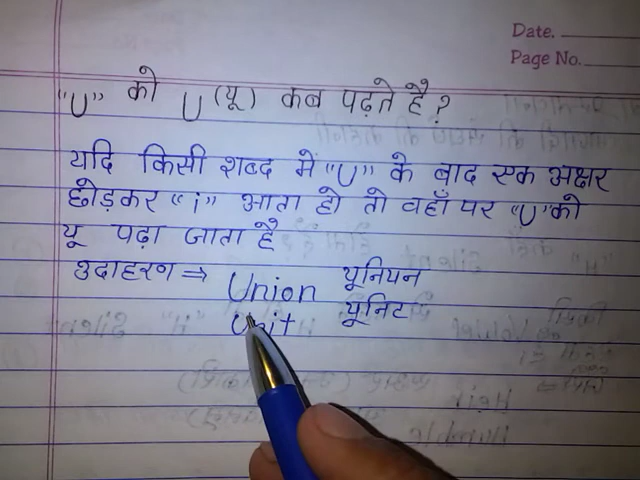 Date.
Page No.
"U" को U (यू) कब पढ़ते है ?
यदि किसी शब्द में "U" के बाद एक अक्षर
छोड़कर "i" आता हो तो वहाँ पर "U" को
यू पढ़ा जाता है
उदाहरण ⇒ Union यूनियन
Unit यूनिट